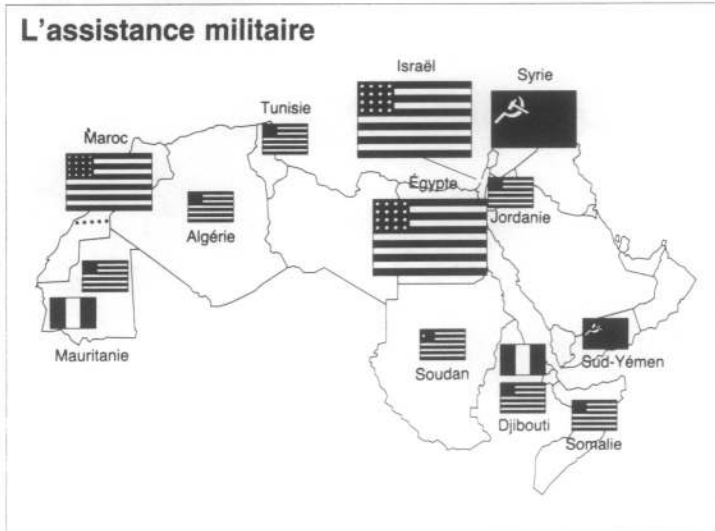 L'assistance militaire
Israël
Syrie
Tunisie
Maroc
Égypte
Jordanie
Algérie
Mauritanie
Soudan
Sud-Yémen
Djibouti
Somalie